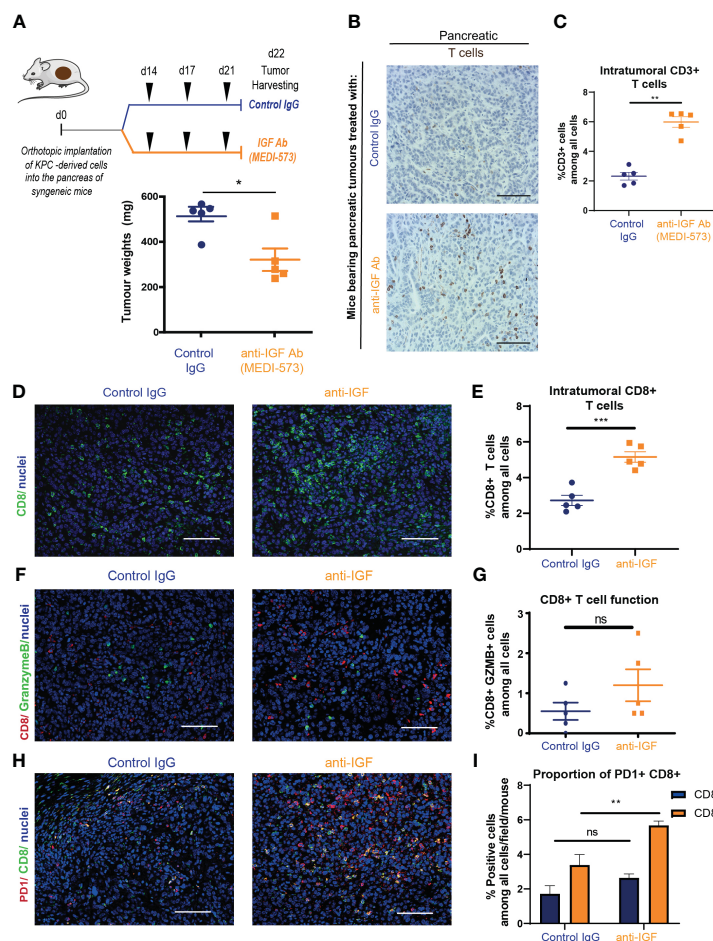 A
d22
Tumor
Harvesting
d14
d17
d21
Control IgG
d0
IGF Ab
(MEDI-573)
Orthotopic implantation
of KPC -derived cells
into the pancreas of
syngeneic mice
Tumour weights (mg)
600
400
200
0
*
Control
IgG
anti-IGF Ab
(MEDI-573)
B
Pancreatic
T cells
Mice bearing pancreatic tumours treated with:
Control IgG
anti-IGF Ab
C
Intratumoral CD3+
T cells
%CD3+ cells
among all cells
8
6
4
2
0
**
Control
IgG
anti-IGF Ab
(MEDI-573)
D
Control IgG
anti-IGF
CD8/ nuclei
E
Intratumoral CD8+
T cells
%CD8+ T cells
among all cells
8
6
4
2
0
***
Control IgG
anti-IGF
F
Control IgG
anti-IGF
CD8/ GranzymeB/ nuclei
G
CD8+ T cell function
%CD8+ GZMB+ cells
among all cells
3
2
1
0
ns
Control IgG
anti-IGF
H
Control IgG
anti-IGF
PD1/ CD8/ nuclei
I
Proportion of PD1+ CD8+
% Positive cells
among all cells/field/mouse
8
6
4
2
0
ns
**
CD8
CD8
Control IgG
anti-IGF